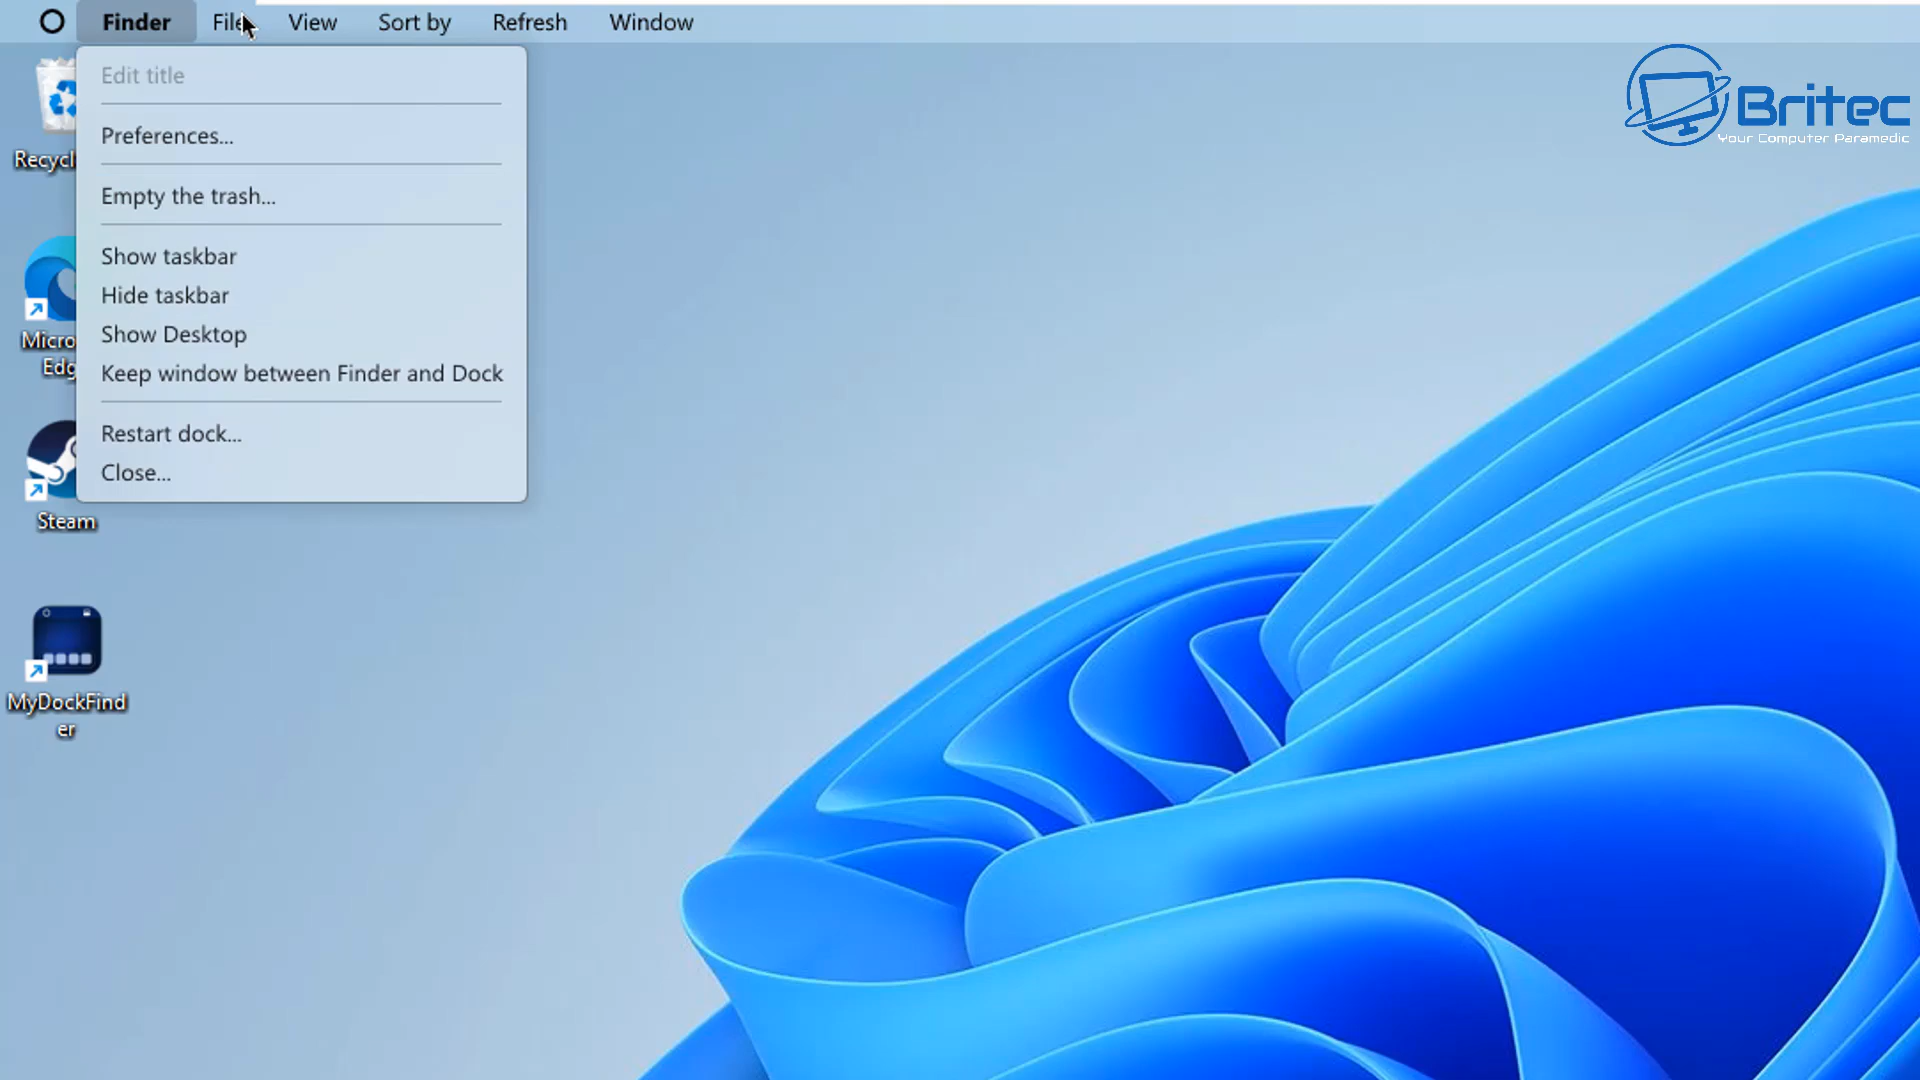 Finder File View Sort by Refresh Window
Edit title
Preferences...
Empty the trash...
Show taskbar
Hide taskbar
Show Desktop
Keep window between Finder and Dock
Restart dock...
Close...
Recycl
Micro
Edg
Steam
MyDockFind
er
Britec
Your Computer Paramedic